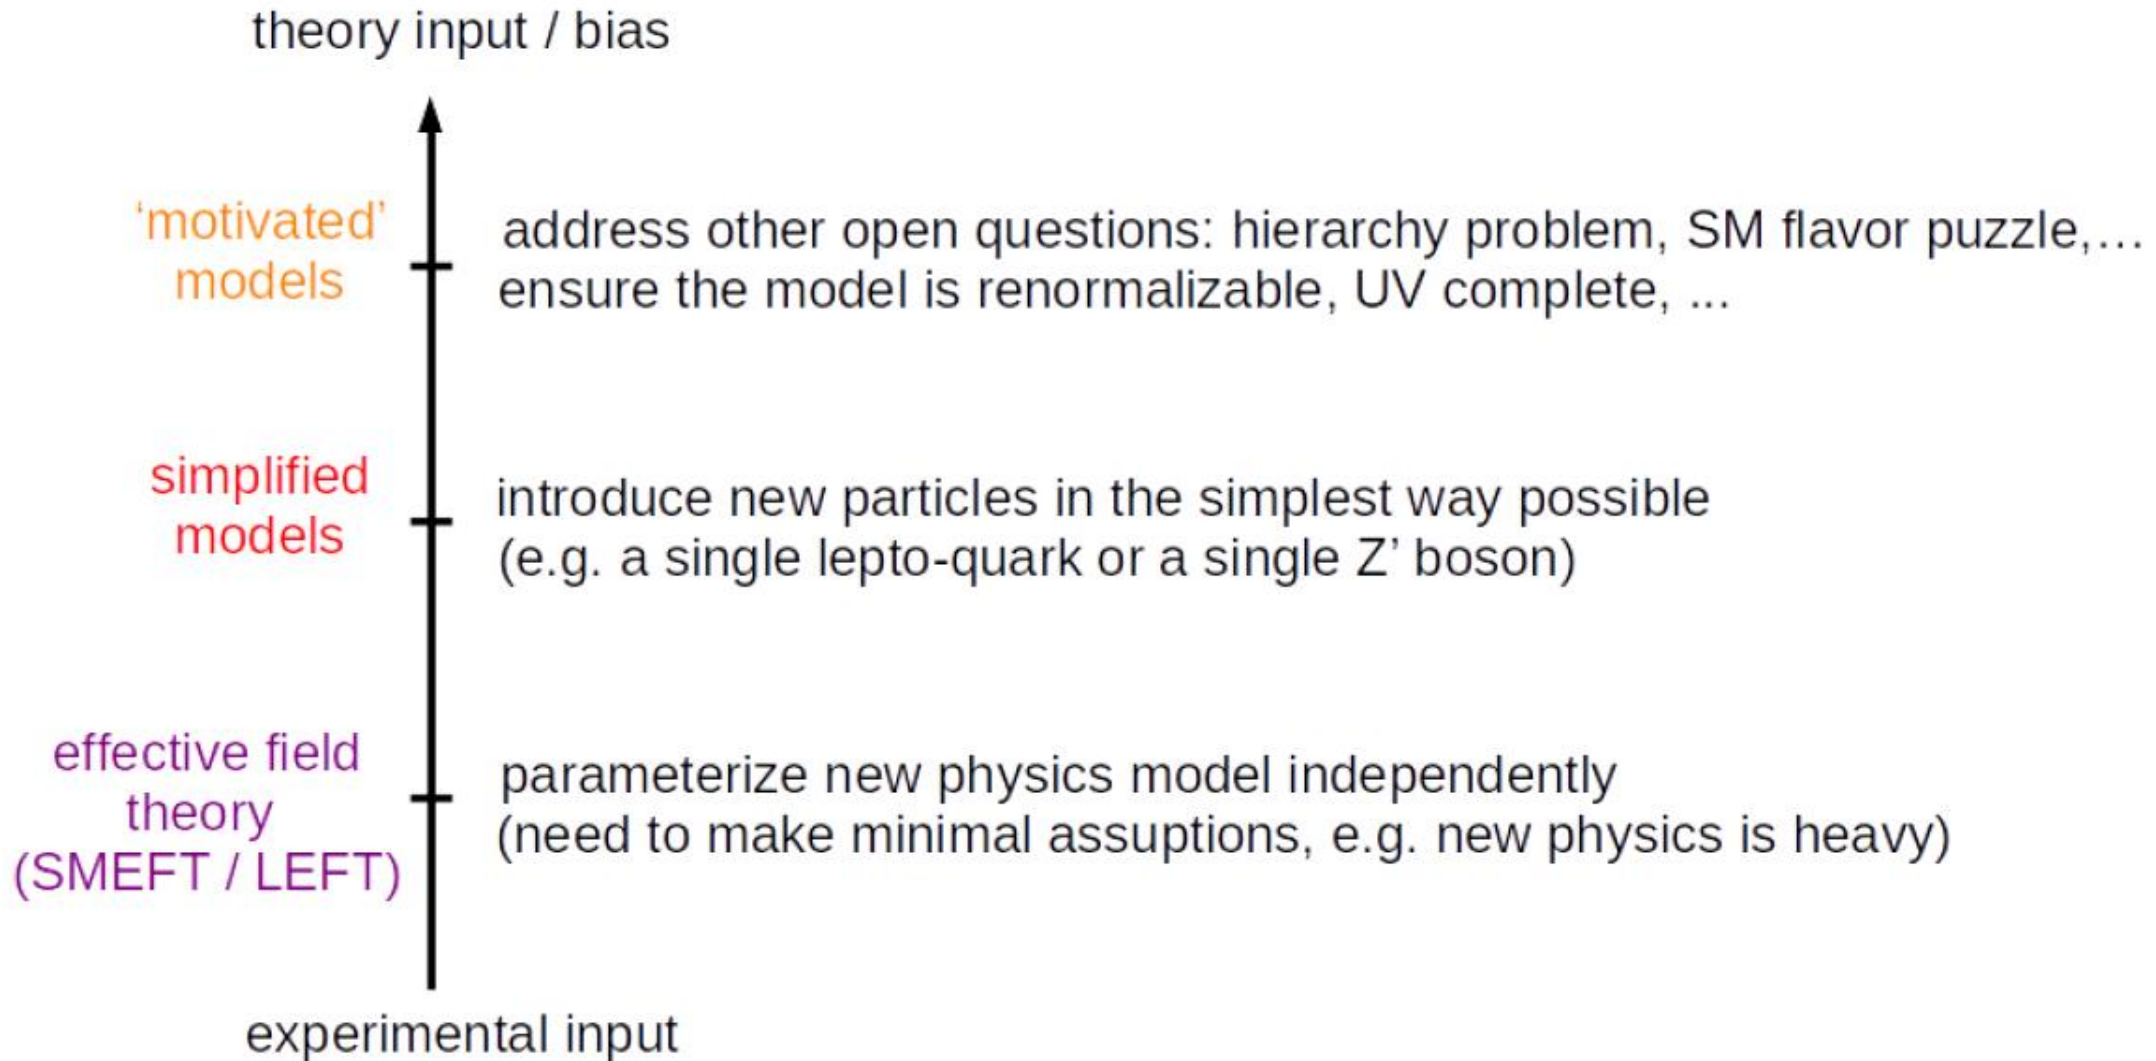 theory input / bias
‘motivated’
models
address other open questions: hierarchy problem, SM flavor puzzle,...
ensure the model is renormalizable, UV complete, ...
simplified
models
introduce new particles in the simplest way possible
(e.g. a single lepto-quark or a single Z’ boson)
effective field
theory
(SMEFT / LEFT)
parameterize new physics model independently
(need to make minimal assuptions, e.g. new physics is heavy)
experimental input